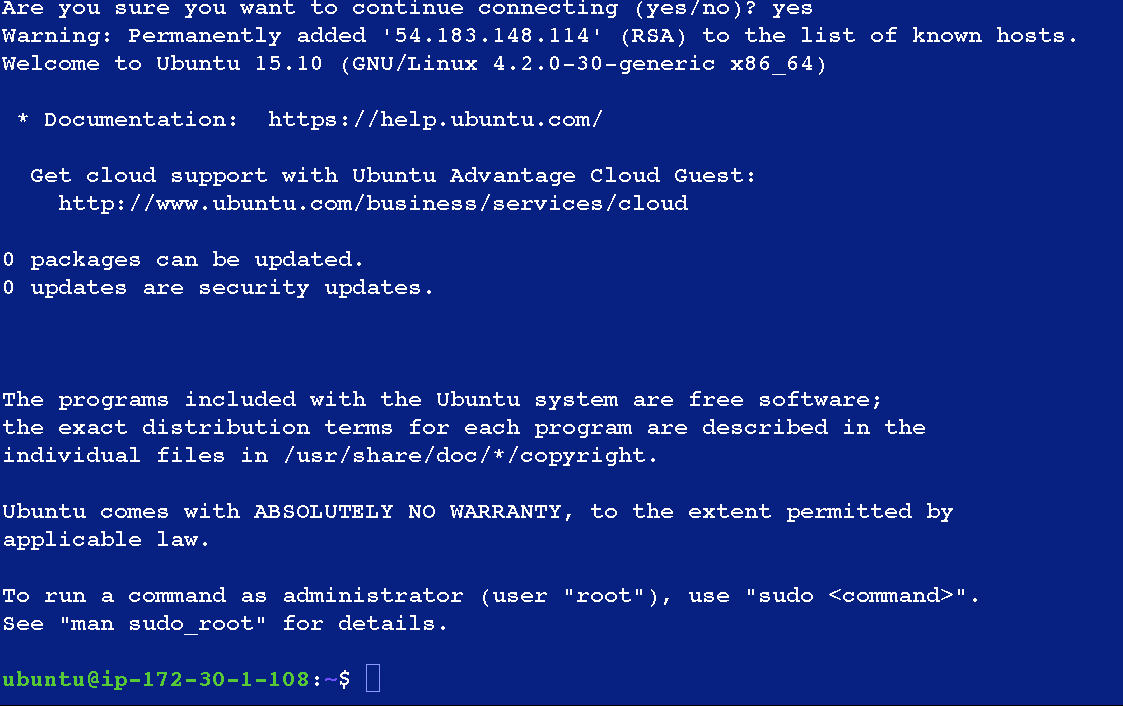 Are you sure you want to continue connecting (yes/no)? yes
Warning: Permanently added '54.183.148.114' (RSA) to the list of known hosts.
Welcome to Ubuntu 15.10 (GNU/Linux 4.2.0-30-generic x86_64)
* Documentation:  https://help.ubuntu.com/
Get cloud support with Ubuntu Advantage Cloud Guest:
http://www.ubuntu.com/business/services/cloud
0 packages can be updated.
0 updates are security updates.
The programs included with the Ubuntu system are free software;
the exact distribution terms for each program are described in the
individual files in /usr/share/doc/*/copyright.
Ubuntu comes with ABSOLUTELY NO WARRANTY, to the extent permitted by
applicable law.
To run a command as administrator (user "root"), use "sudo <command>".
See "man sudo_root" for details.
ubuntu@ip-172-30-1-108:~$